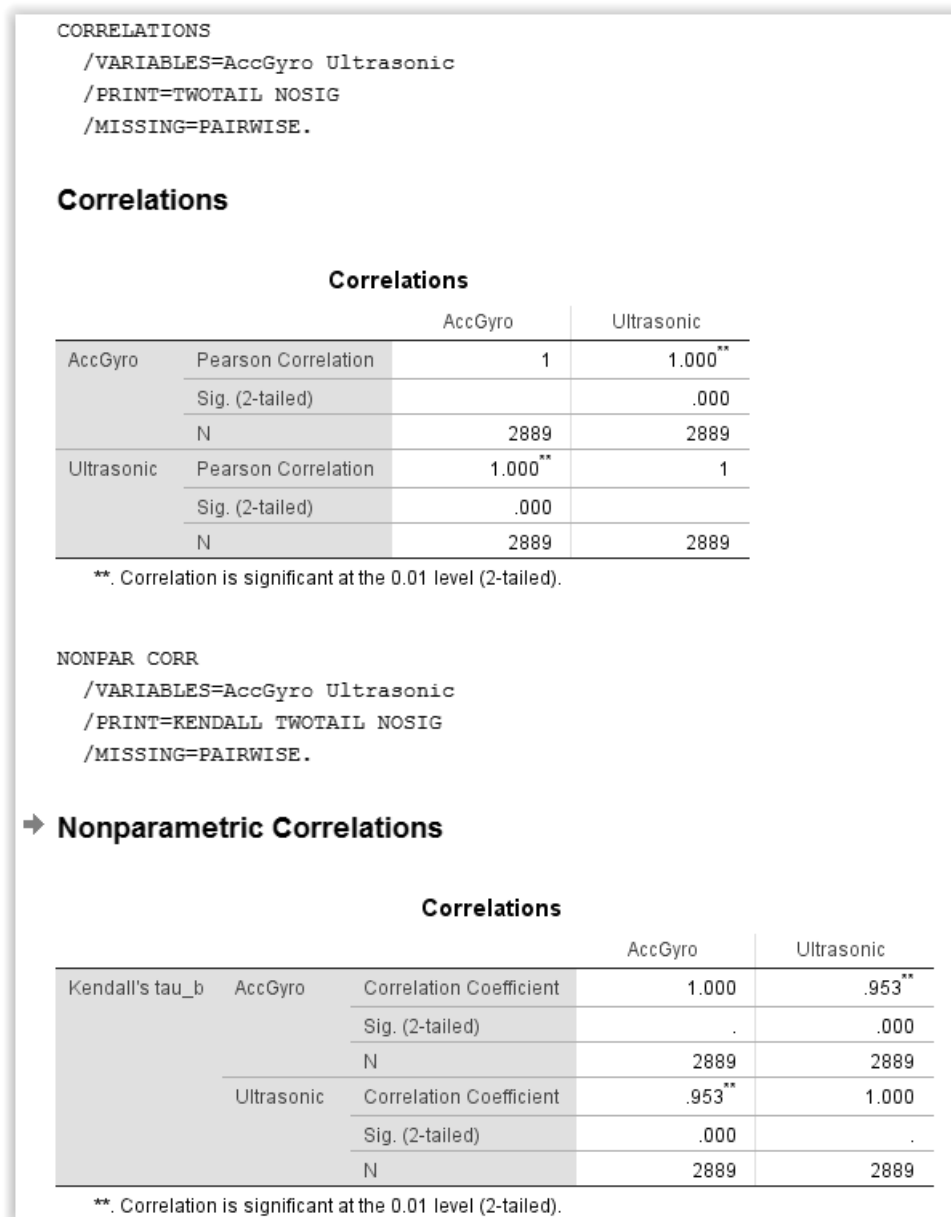 CORRELATIONS
/VARIABLES=AccGyro Ultrasonic
/PRINT=TWOTAIL NOSIG
/MISSING=PAIRWISE.
Correlations
Correlations
AccGyro Ultrasonic
AccGyro Pearson Correlation 1 1.000**
Sig. (2-tailed) .000
N 2889 2889
Ultrasonic Pearson Correlation 1.000** 1
Sig. (2-tailed) .000
N 2889 2889
**. Correlation is significant at the 0.01 level (2-tailed).
NONPAR CORR
/VARIABLES=AccGyro Ultrasonic
/PRINT=KENDALL TWOTAIL NOSIG
/MISSING=PAIRWISE.
Nonparametric Correlations
Correlations
AccGyro Ultrasonic
Kendall's tau_b AccGyro Correlation Coefficient 1.000 .953**
Sig. (2-tailed) . .000
N 2889 2889
Ultrasonic Correlation Coefficient .953** 1.000
Sig. (2-tailed) .000 .
N 2889 2889
**. Correlation is significant at the 0.01 level (2-tailed).